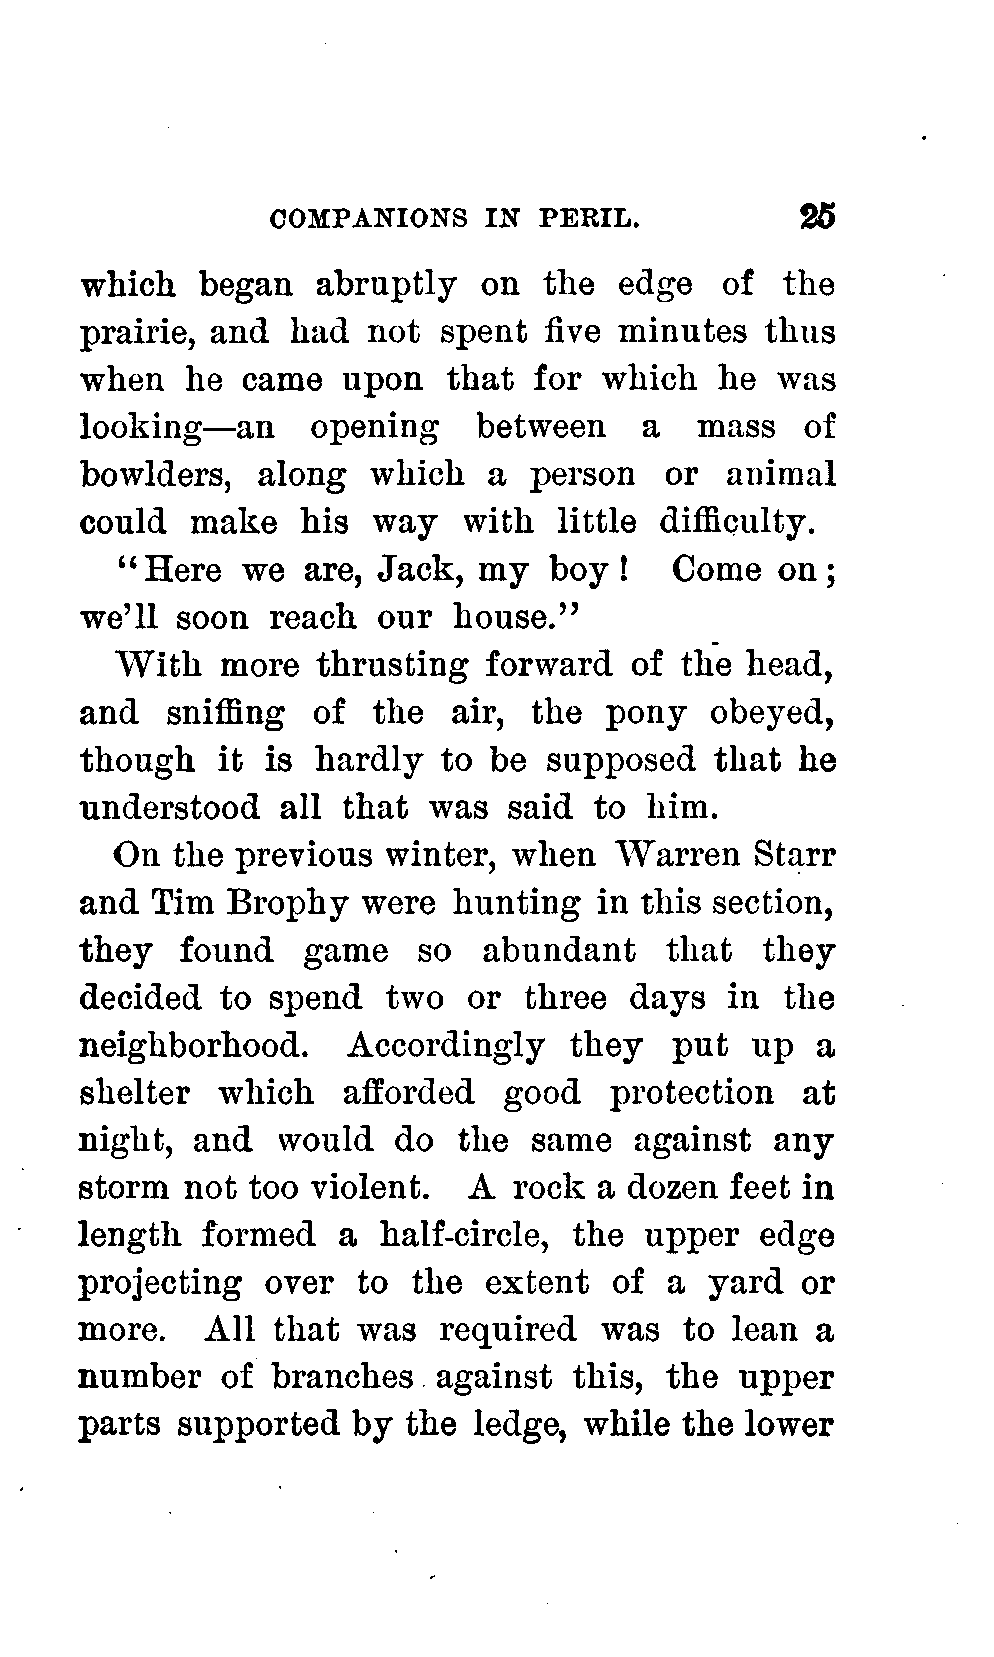 COMPANIONS IN PERIL. 25
which began abruptly on the edge of the
prairie, and had not spent five minutes thus
when he came upon that for which he was
looking—an opening between a mass of
bowlders, along which a person or animal
could make his way with little difficulty.
“Here we are, Jack, my boy! Come on;
we’ll soon reach our house.”
With more thrusting forward of the head,
and sniffing of the air, the pony obeyed,
though it is hardly to be supposed that he
understood all that was said to him.
On the previous winter, when Warren Starr
and Tim Brophy were hunting in this section,
they found game so abundant that they
decided to spend two or three days in the
neighborhood. Accordingly they put up a
shelter which afforded good protection at
night, and would do the same against any
storm not too violent. A rock a dozen feet in
length formed a half-circle, the upper edge
projecting over to the extent of a yard or
more. All that was required was to lean a
number of branches against this, the upper
parts supported by the ledge, while the lower